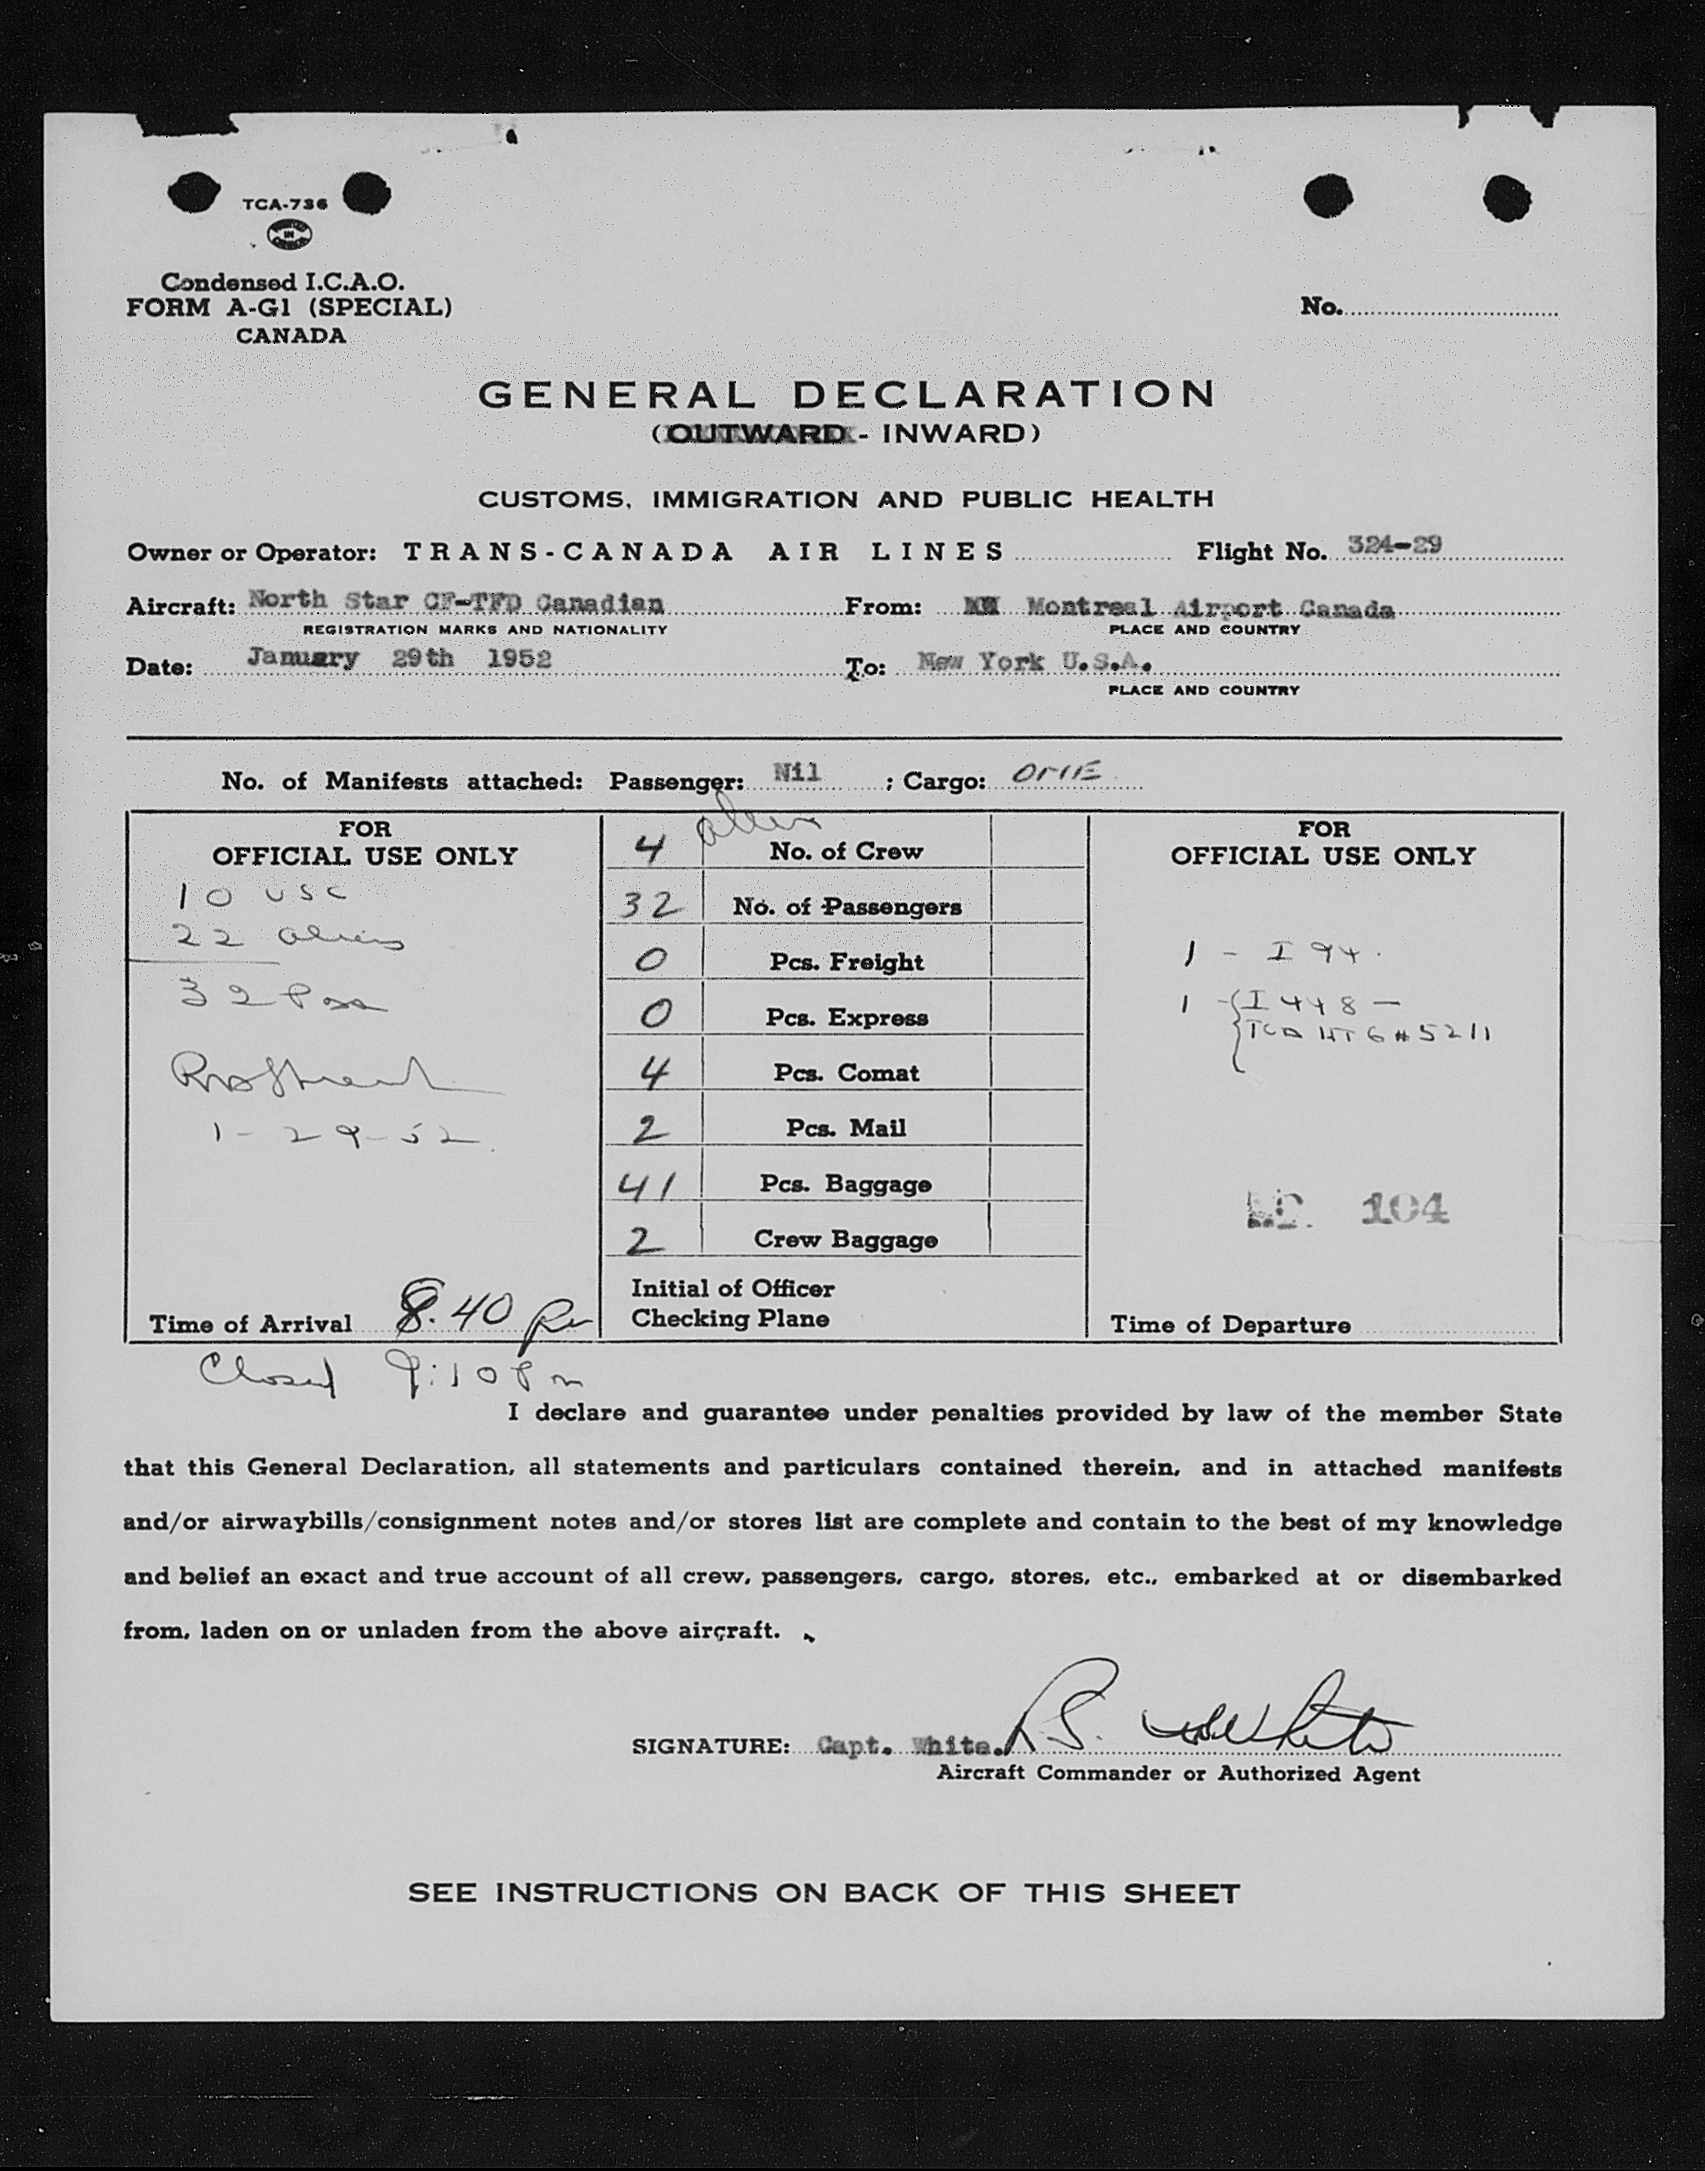 TCA-736
IN
Condensed I.C.A.O.
FORM A-G1 (SPECIAL)
CANADA
No.
GENERAL DECLARATION
(OUTWARD - INWARD)
CUSTOMS, IMMIGRATION AND PUBLIC HEALTH
Owner or Operator: TRANS-CANADA AIR LINES Flight No. 324-29
Aircraft: North Star CF-TFD Canadian From: Montreal Airport Canada
REGISTRATION MARKS AND NATIONALITY PLACE AND COUNTRY
Date: January 29th 1952 To: New York U.S.A.
PLACE AND COUNTRY
No. of Manifests attached: Passenger: Nil ; Cargo: ONE
FOR
OFFICIAL USE ONLY
10 USC
22 aliens
32 Pass
1-29-52
Time of Arrival 8.40 Pm
4 alien No. of Crew
32 No. of Passengers
0 Pcs. Freight
0 Pcs. Express
4 Pcs. Comat
2 Pcs. Mail
41 Pcs. Baggage
2 Crew Baggage
Initial of Officer
Checking Plane
FOR
OFFICIAL USE ONLY
1 - I 94.
1 - I 448 -
TCA HT 6 # 5211
104
Time of Departure
Closed 9:10 Pm
I declare and guarantee under penalties provided by law of the member State
that this General Declaration, all statements and particulars contained therein, and in attached manifests
and/or airwaybills/consignment notes and/or stores list are complete and contain to the best of my knowledge
and belief an exact and true account of all crew, passengers, cargo, stores, etc., embarked at or disembarked
from, laden on or unladen from the above aircraft.
SIGNATURE: Capt. White. RS. White
Aircraft Commander or Authorized Agent
SEE INSTRUCTIONS ON BACK OF THIS SHEET